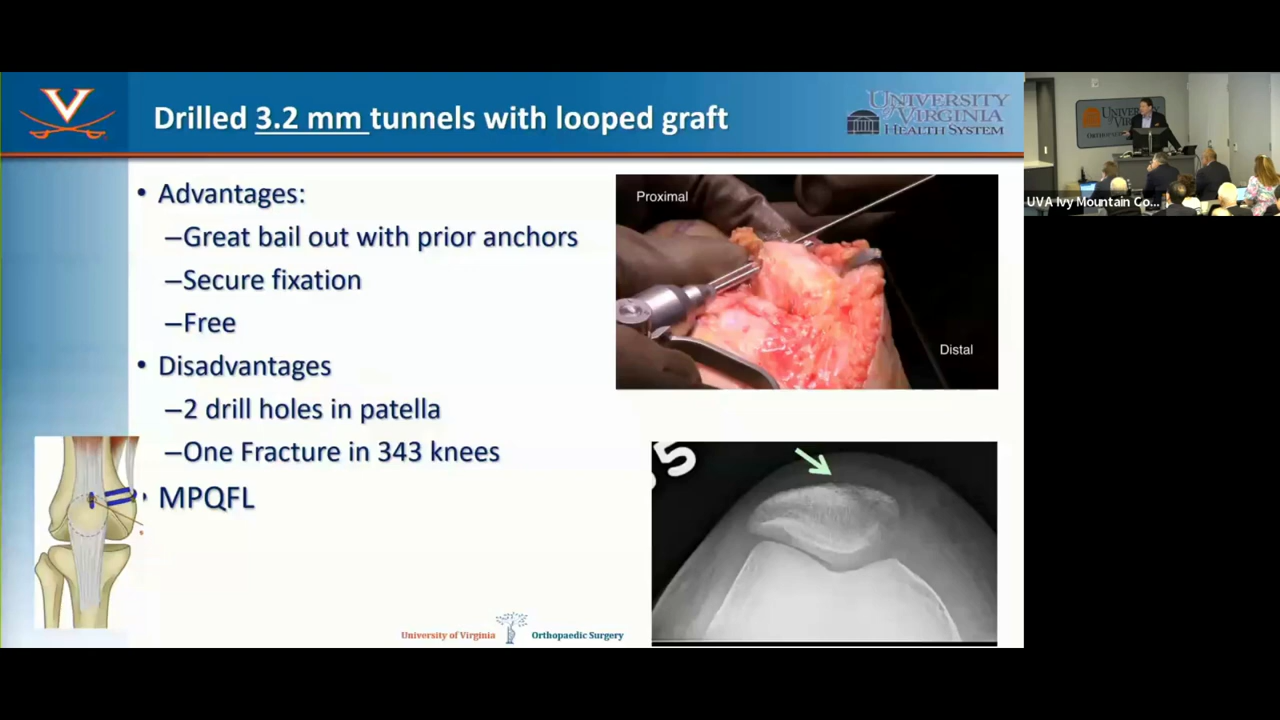 Drilled 3.2 mm tunnels with looped graft
UNIVERSITY
of VIRGINIA
HEALTH SYSTEM
• Advantages:
–Great bail out with prior anchors
–Secure fixation
–Free
• Disadvantages
–2 drill holes in patella
–One Fracture in 343 knees
• MPQFL
Proximal
Distal
5
University of Virginia Orthopaedic Surgery
UVA Ivy Mountain Co...